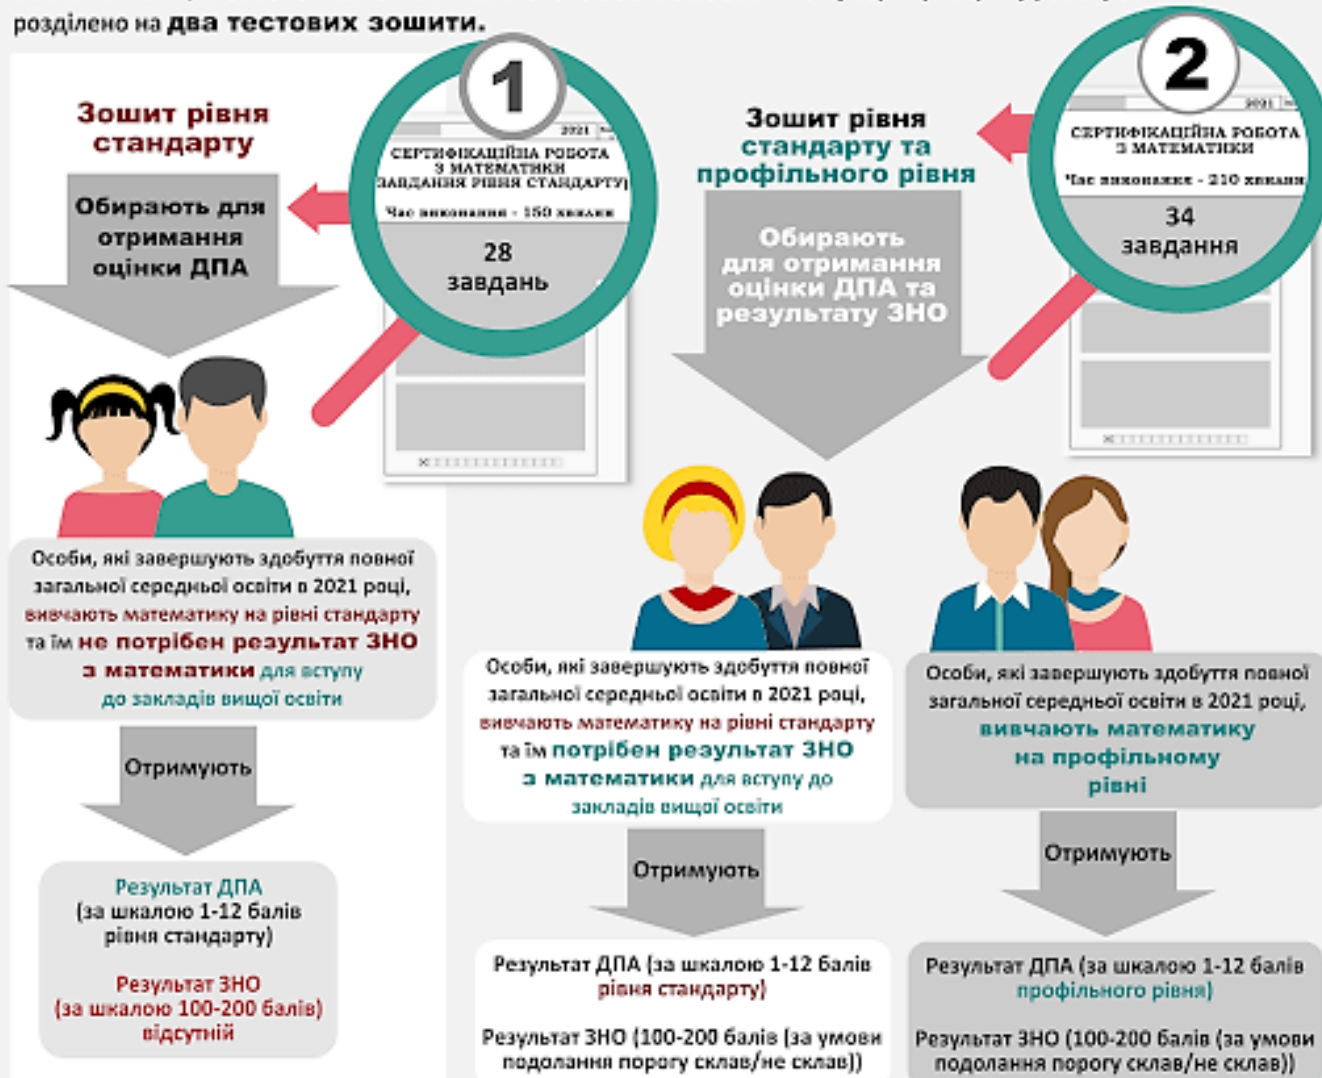 розділено на два тестових зошити.
Зошит рівня
стандарту
Обирають для
отримання
оцінки ДПА
1
2021
СЕРТИФІКАЦІЙНА РОБОТА
З МАТЕМАТИКИ
ЗАВДАННЯ РІВНЯ СТАНДАРТУ)
Час виконання - 150 хвилин
28
завдань
Зошит рівня
стандарту та
профільного рівня
Обирають
для отримання
оцінки ДПА та
результату ЗНО
2
2021
СЕРТИФІКАЦІЙНА РОБОТА
З МАТЕМАТИКИ
Час виконання - 210 хвилин
34
завдання
Особи, які завершують здобуття повної
загальної середньої освіти в 2021 році,
вивчають математику на рівні стандарту
та їм не потрібен результат ЗНО
з математики для вступу
до закладів вищої освіти
Отримують
Результат ДПА
(за шкалою 1-12 балів
рівня стандарту)
Результат ЗНО
(за шкалою 100-200 балів)
відсутній
Особи, які завершують здобуття повної
загальної середньої освіти в 2021 році,
вивчають математику на рівні стандарту
та їм потрібен результат ЗНО
з математики для вступу до
закладів вищої освіти
Отримують
Результат ДПА (за шкалою 1-12 балів
рівня стандарту)
Результат ЗНО (100-200 балів (за умови
подолання порогу склав/не склав))
Особи, які завершують здобуття повної
загальної середньої освіти в 2021 році,
вивчають математику
на профільному
рівні
Отримують
Результат ДПА (за шкалою 1-12 балів
профільного рівня)
Результат ЗНО (100-200 балів (за умови
подолання порогу склав/не склав))